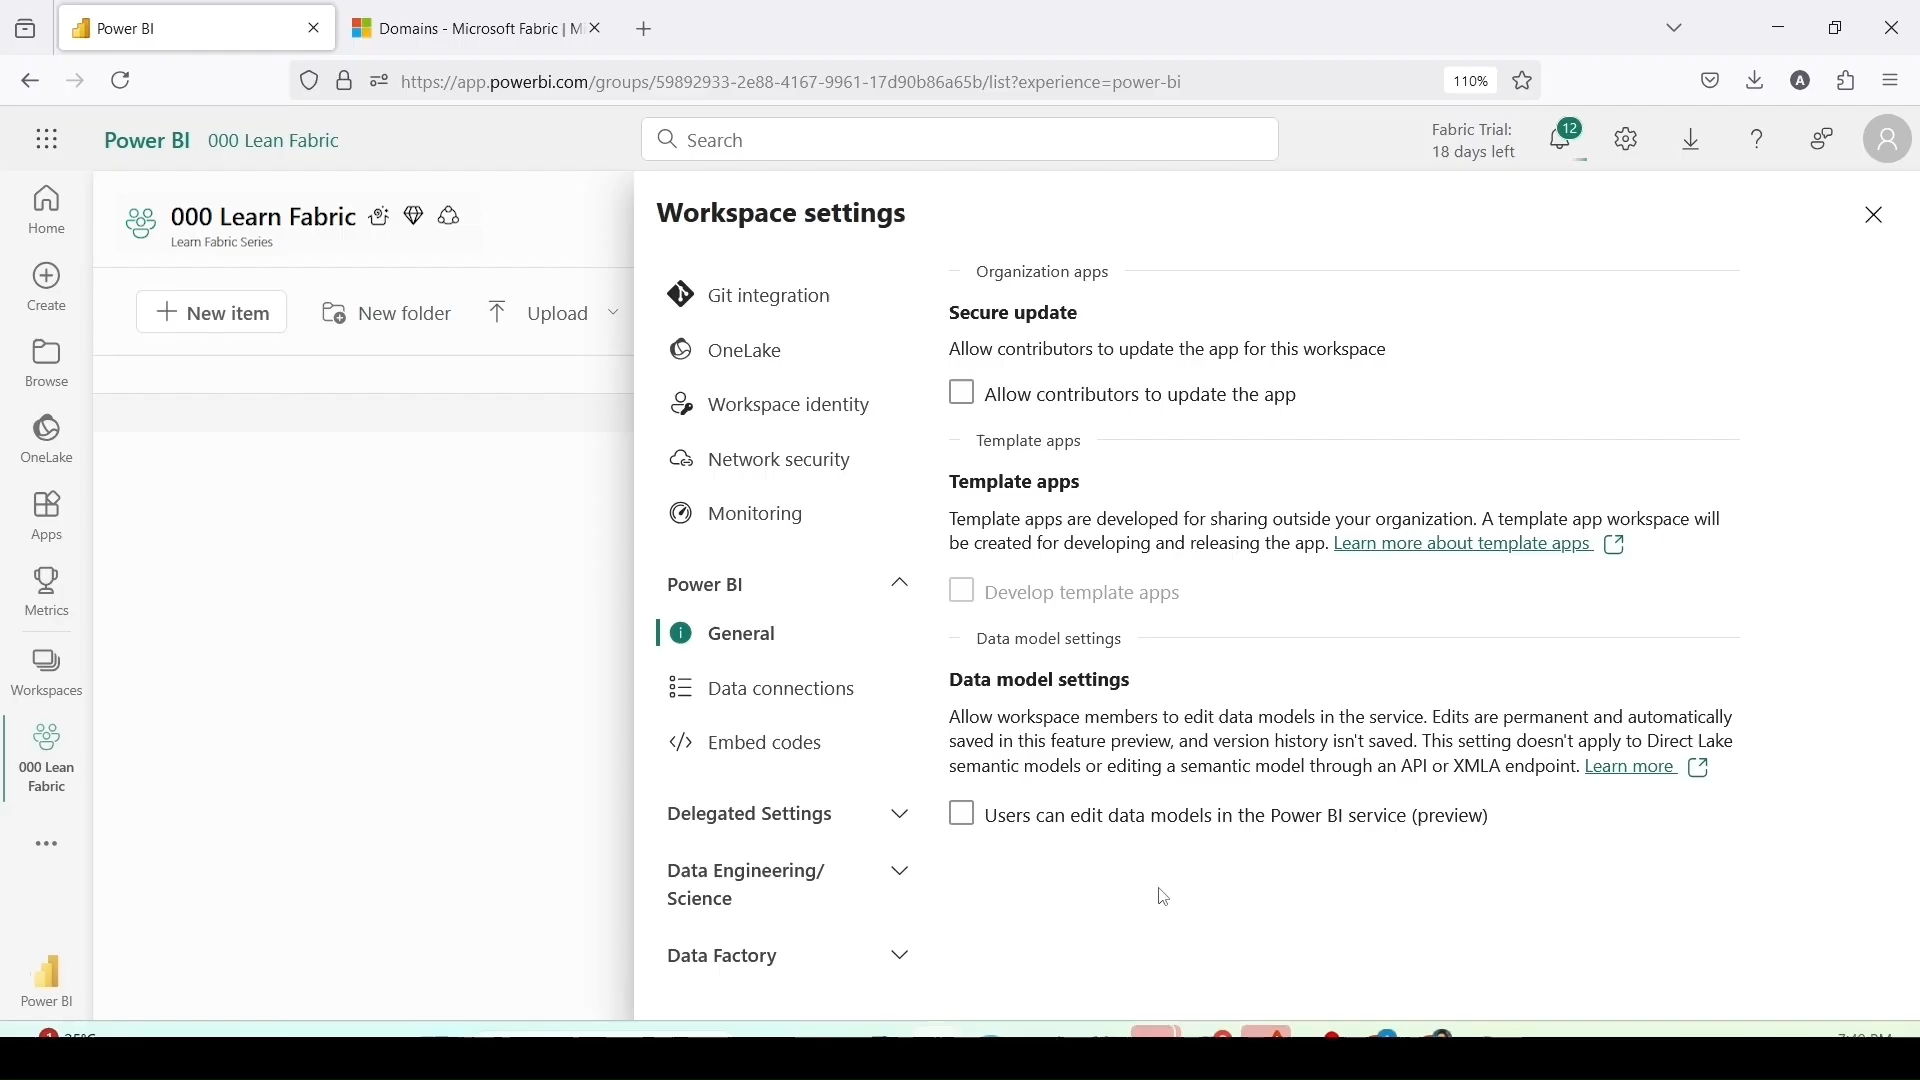 Power BI
Domains - Microsoft Fabric | Mi
https://app.powerbi.com/groups/59892933-2e88-4167-9961-17d90b86a65b/list?experience=power-bi
110%
A
Power BI 000 Lean Fabric
Search
Fabric Trial:
18 days left
12
Home
Create
Browse
OneLake
Apps
Metrics
Workspaces
000 Lean
Fabric
Power BI
000 Learn Fabric
Learn Fabric Series
New item
New folder
Upload
Workspace settings
Git integration
OneLake
Workspace identity
Network security
Monitoring
Power BI
General
Data connections
Embed codes
Delegated Settings
Data Engineering/
Science
Data Factory
Organization apps
Secure update
Allow contributors to update the app for this workspace
Allow contributors to update the app
Template apps
Template apps
Template apps are developed for sharing outside your organization. A template app workspace will
be created for developing and releasing the app. Learn more about template apps
Develop template apps
Data model settings
Data model settings
Allow workspace members to edit data models in the service. Edits are permanent and automatically
saved in this feature preview, and version history isn't saved. This setting doesn't apply to Direct Lake
semantic models or editing a semantic model through an API or XMLA endpoint. Learn more
Users can edit data models in the Power BI service (preview)